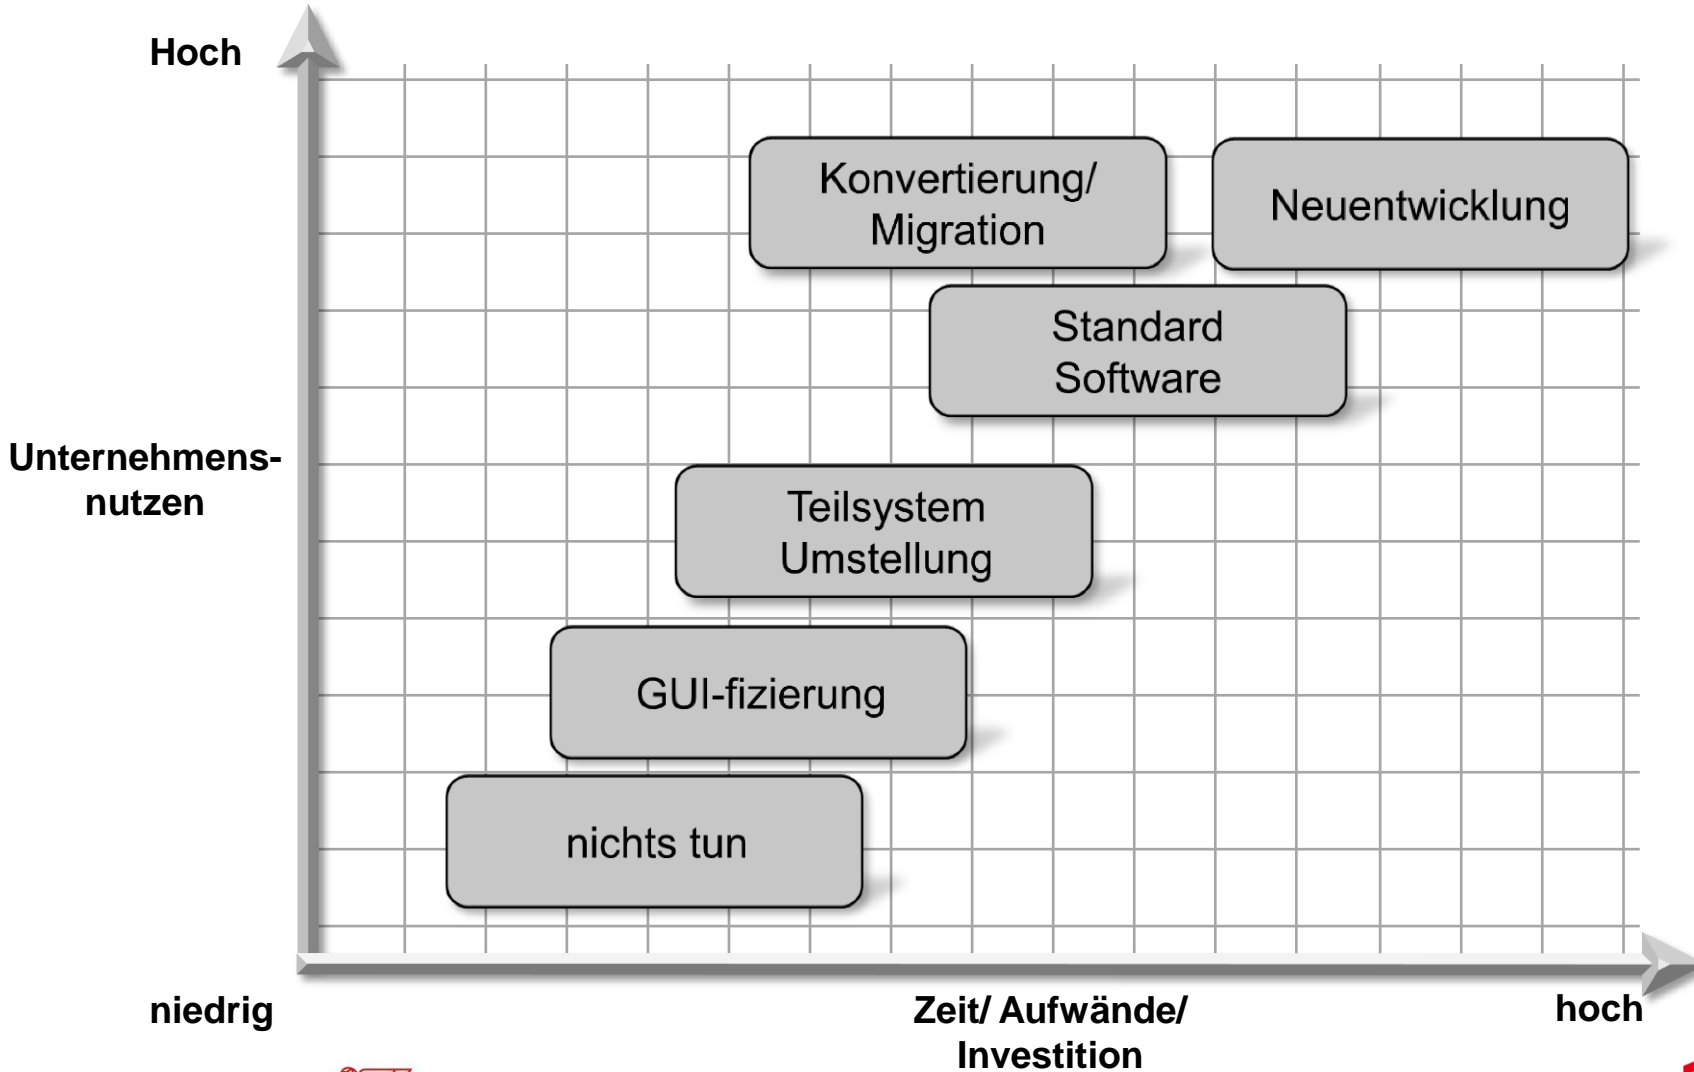 Hoch
Konvertierung/
Migration
Neuentwicklung
Standard
Software
Unternehmens-
nutzen
Teilsystem
Umstellung
GUI-fizierung
nichts tun
niedrig
Zeit/ Aufwände/
Investition
hoch